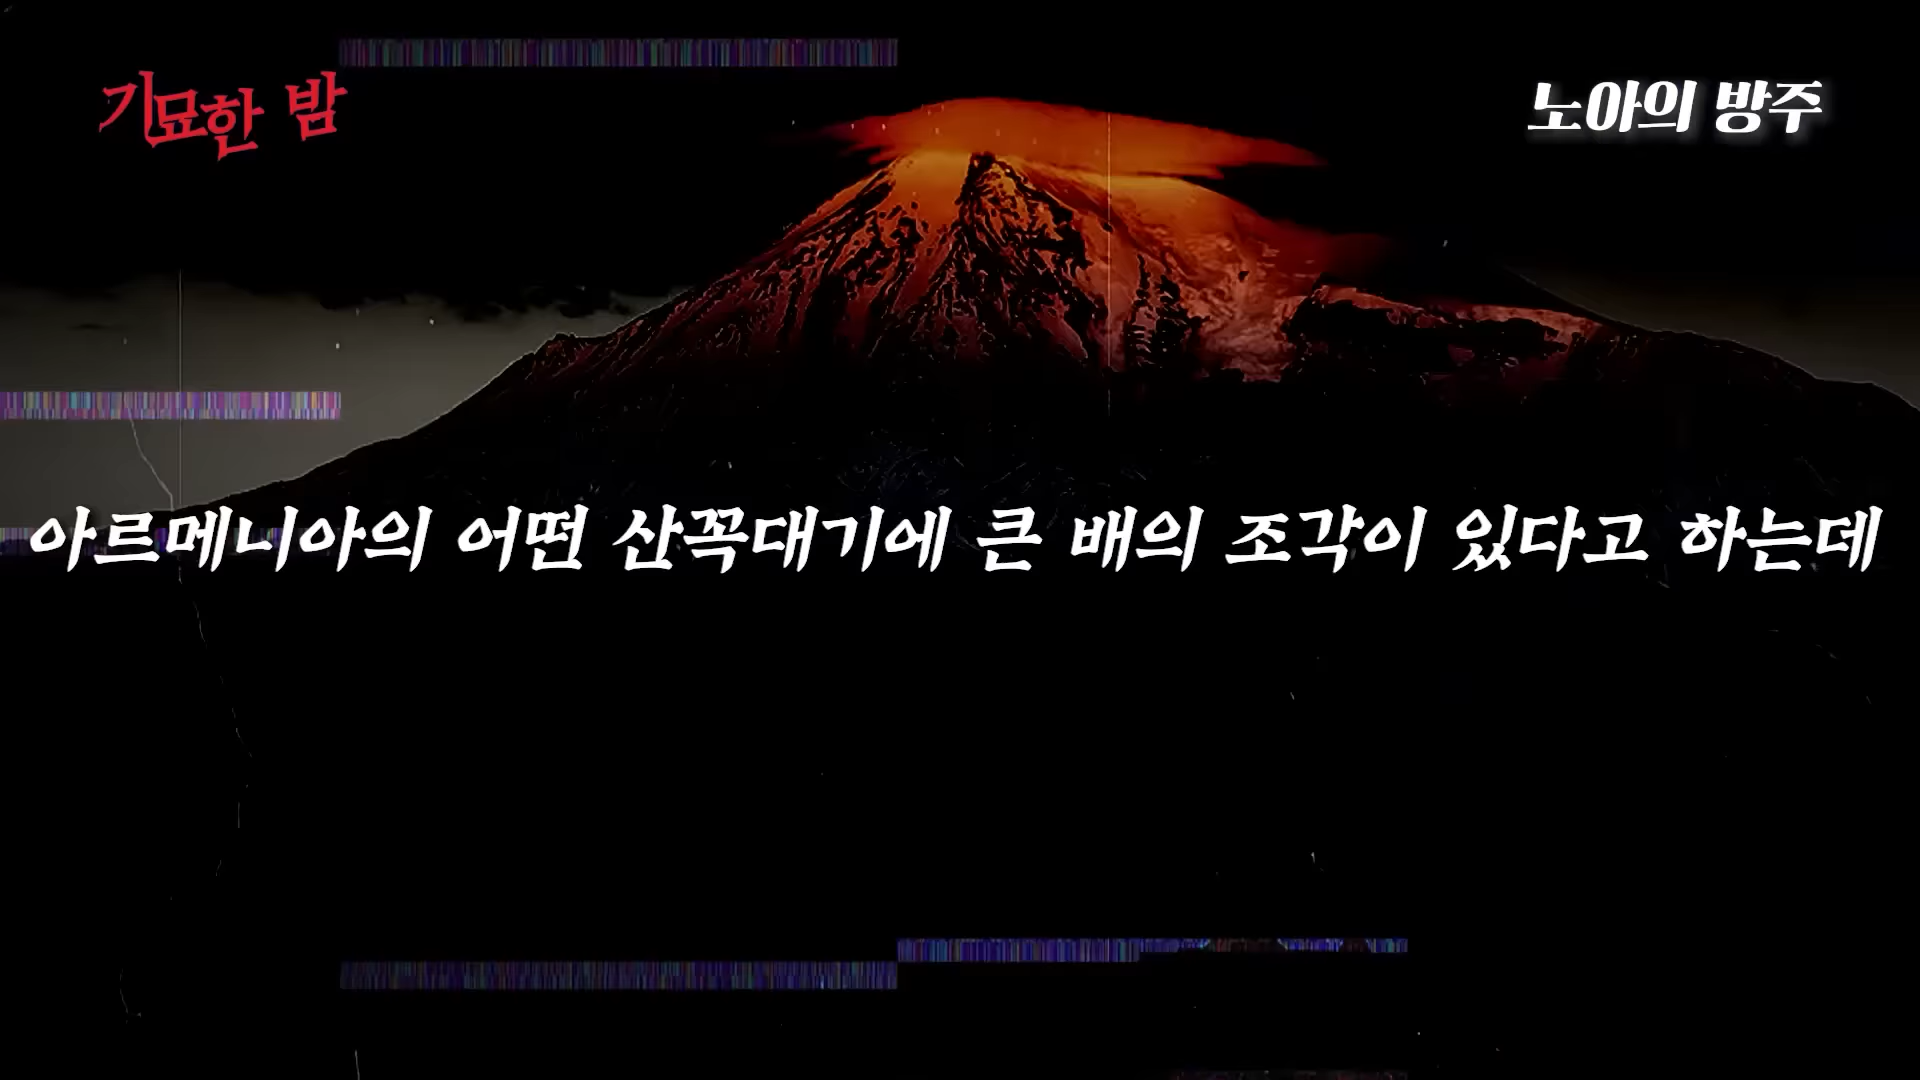 기묘한 밤
노아의 방주
아르메니아의 어떤 산꼭대기에 큰 배의 조각이 있다고 하는데